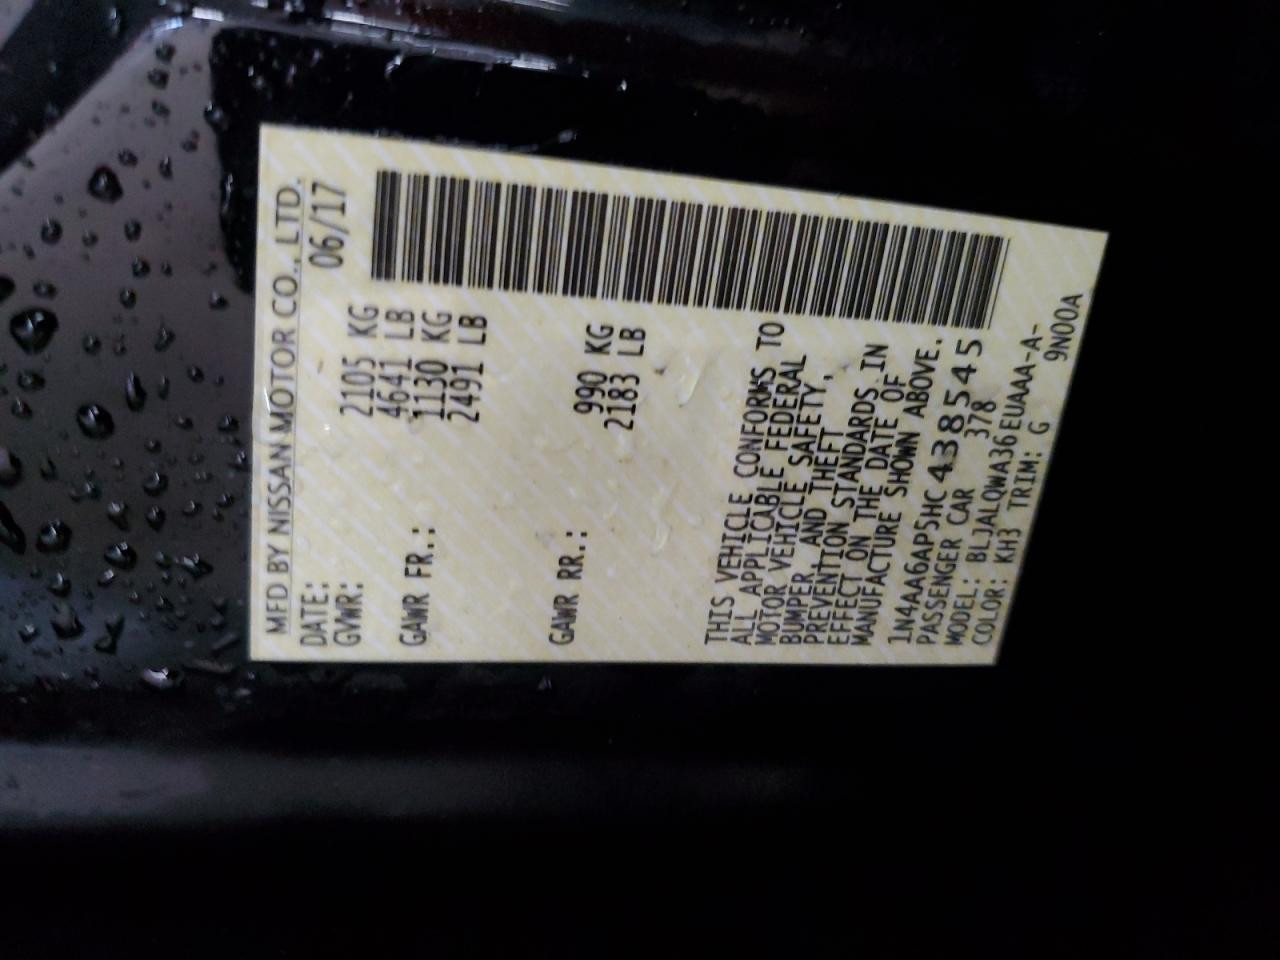 MFD BY NISSAN MOTOR CO., LTD.
DATE: 06/17
GVWR: 2105 KG
4641 LB
GAWR FR.: 1130 KG
2491 LB
GAWR RR.: 990 KG
2183 LB
THIS VEHICLE CONFORMS TO
ALL APPLICABLE FEDERAL
MOTOR VEHICLE SAFETY,
BUMPER, AND THEFT
PREVENTION STANDARDS IN
EFFECT ON THE DATE OF
MANUFACTURE SHOWN ABOVE.
1N4AA6AP5HC438545
PASSENGER CAR 378
MODEL: BLJALQWA36EUAAA-A-
COLOR: KH3 TRIM: G 9N00A